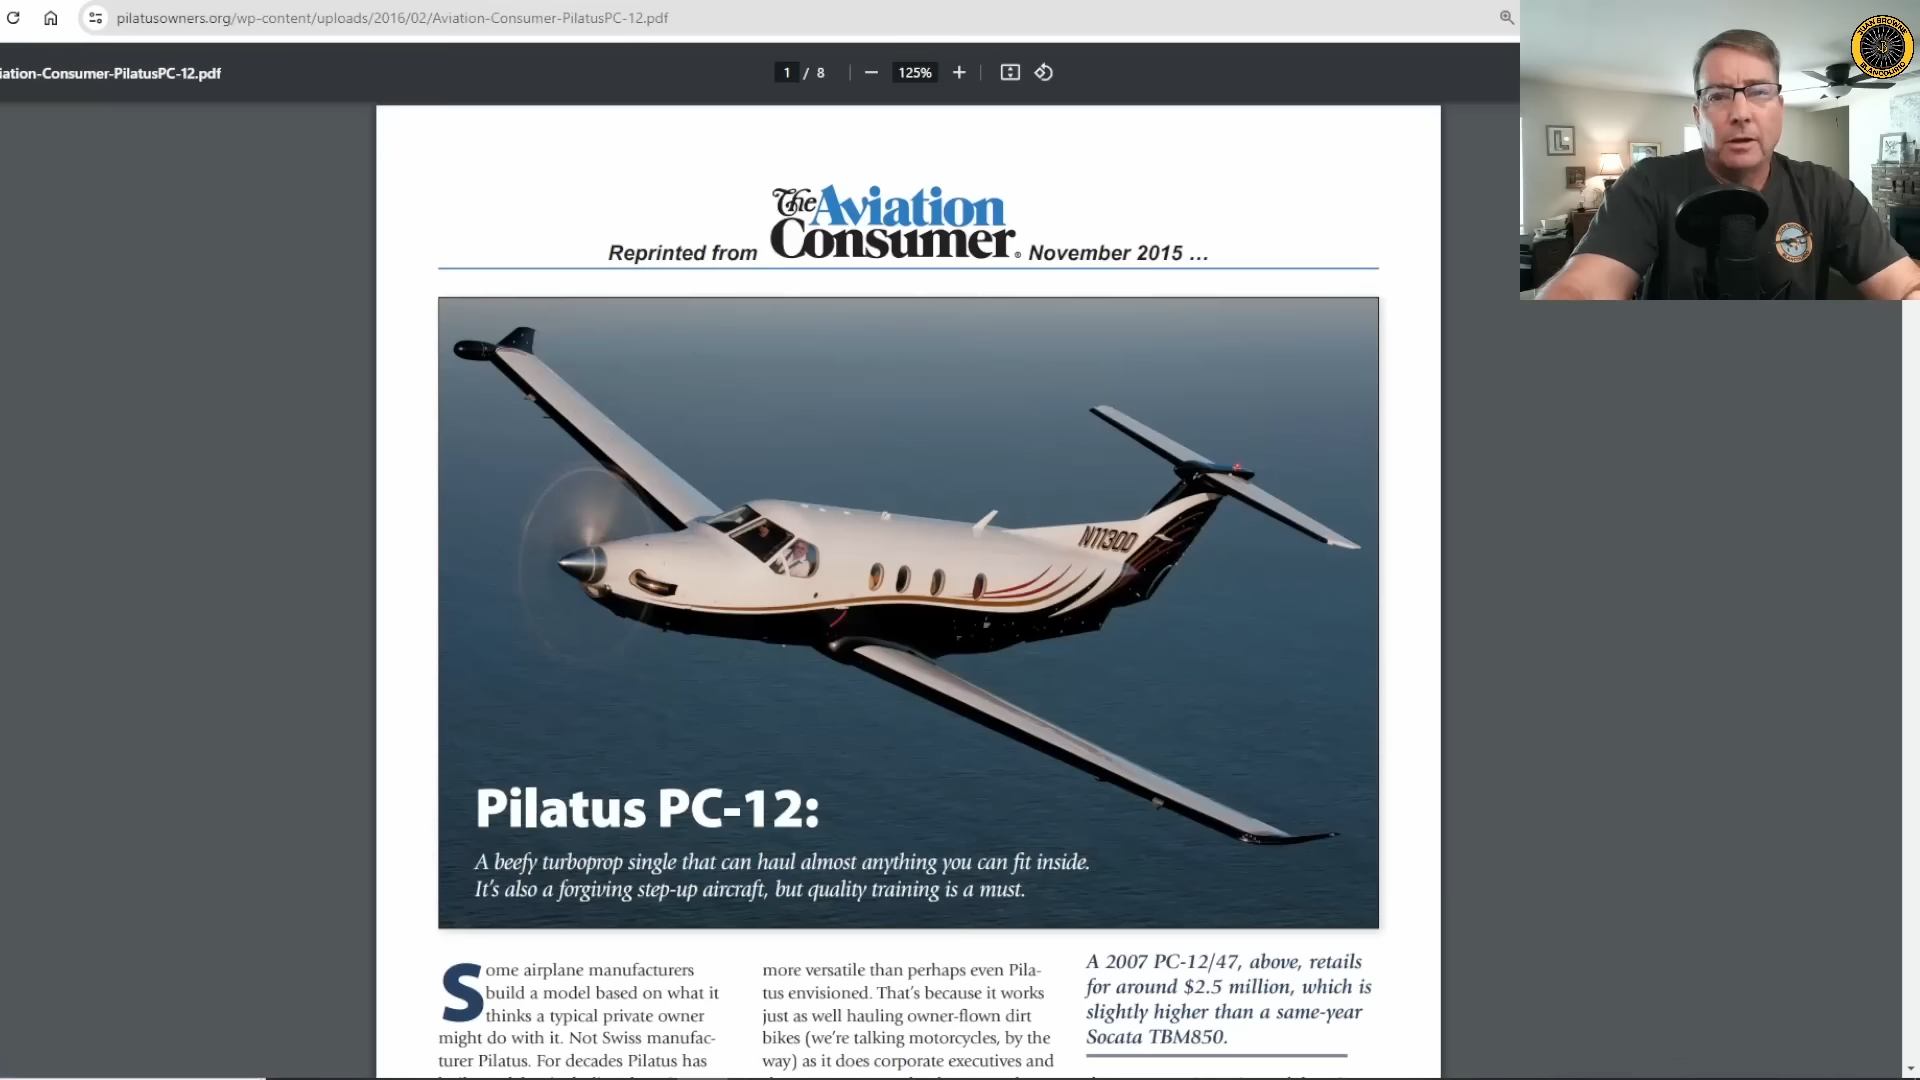 pilatusowners.org/wp-content/uploads/2016/02/Aviation-Consumer-PilatusPC-12.pdf
iation-Consumer-PilatusPC-12.pdf
1 / 8
125%
JUAN BROWNE
BLANCOLIRIO
Reprinted from The Aviation Consumer® November 2015 ...
N113OD
Pilatus PC-12:
A beefy turboprop single that can haul almost anything you can fit inside.
It's also a forgiving step-up aircraft, but quality training is a must.
Some airplane manufacturers
build a model based on what it
thinks a typical private owner
might do with it. Not Swiss manufac-
turer Pilatus. For decades Pilatus has
more versatile than perhaps even Pila-
tus envisioned. That's because it works
just as well hauling owner-flown dirt
bikes (we're talking motorcycles, by the
way) as it does corporate executives and
A 2007 PC-12/47, above, retails
for around $2.5 million, which is
slightly higher than a same-year
Socata TBM850.